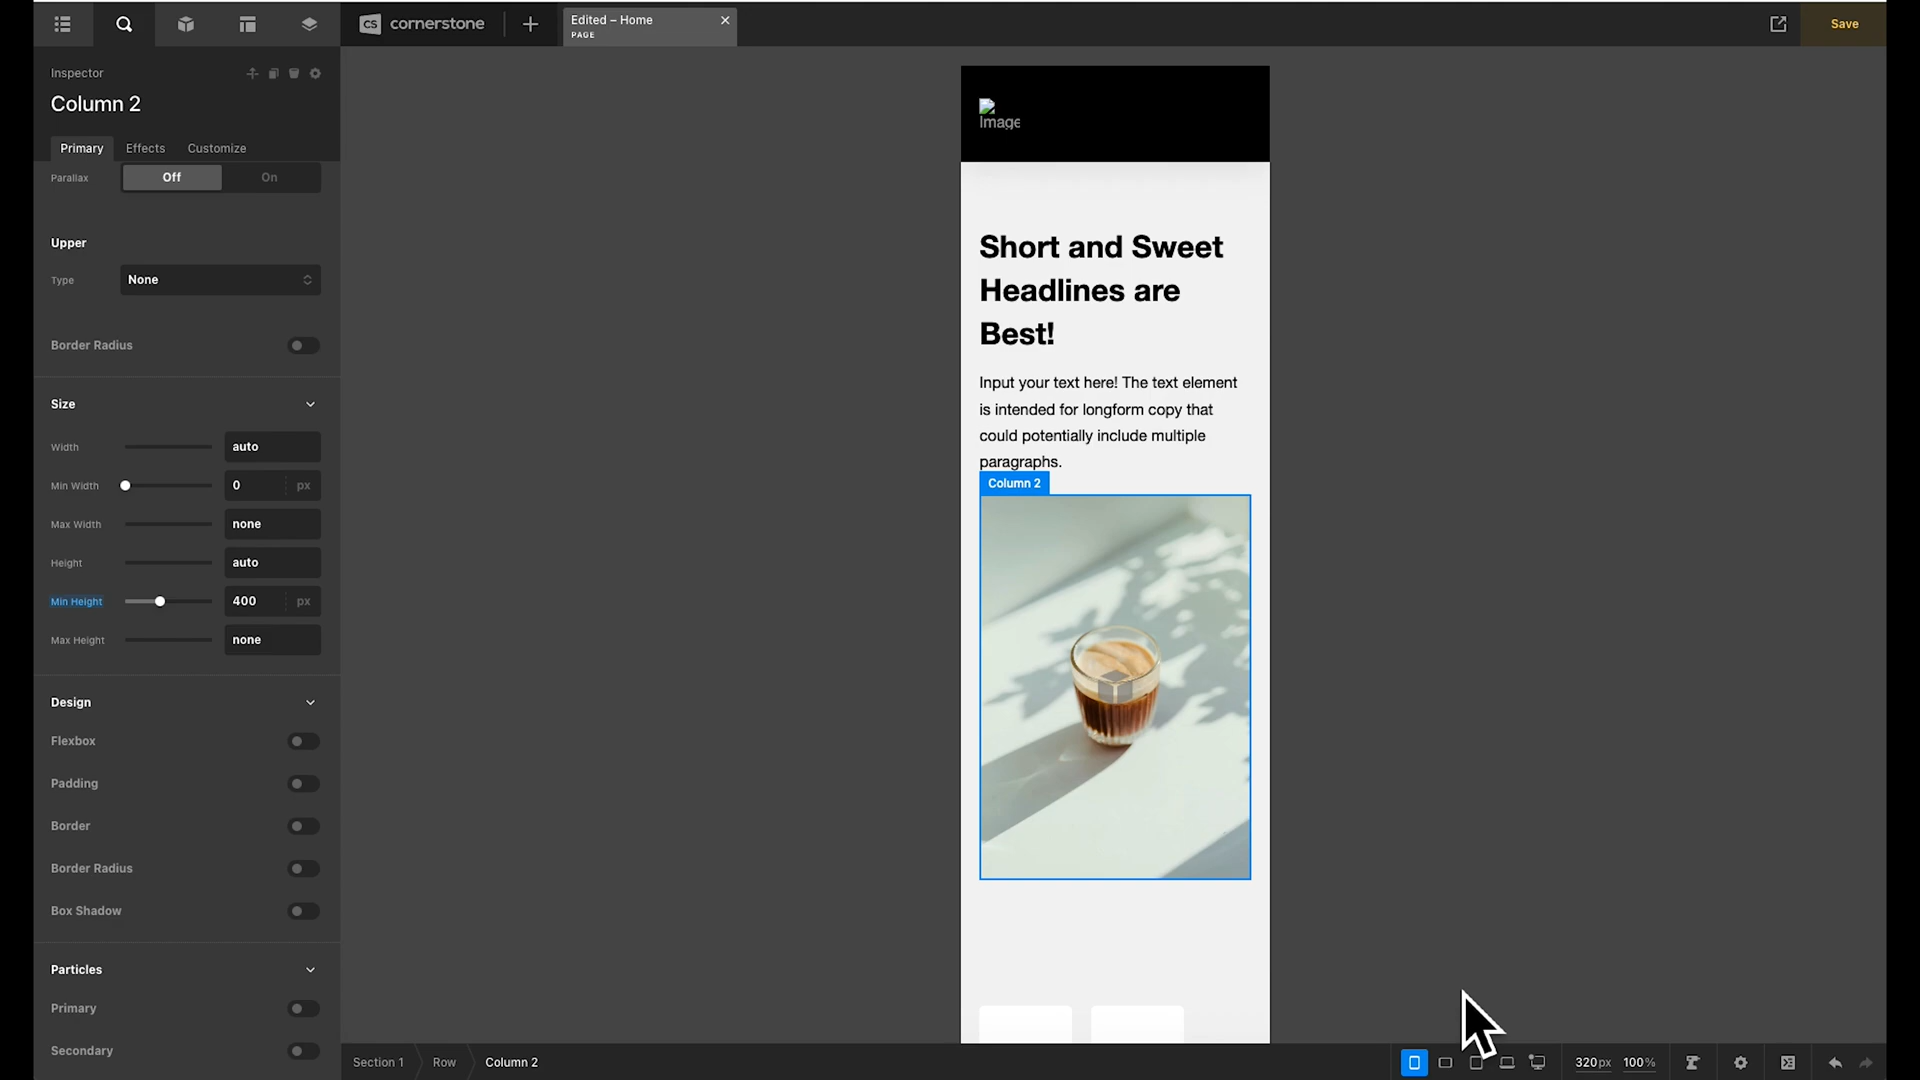 cs cornerstone
Edited – Home
PAGE
Save
Inspector
Column 2
Primary
Effects
Customize
Parallax
Off
On
Upper
Type
None
Border Radius
Size
Width
auto
Min Width
0
px
Max Width
none
Height
auto
Min Height
400
px
Max Height
none
Design
Flexbox
Padding
Border
Border Radius
Box Shadow
Particles
Primary
Secondary
Image
Short and Sweet
Headlines are
Best!
Input your text here! The text element
is intended for longform copy that
could potentially include multiple
paragraphs.
Column 2
Section 1
Row
Column 2
320px
100%